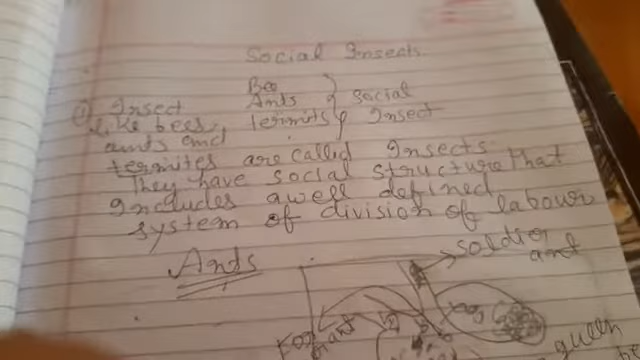 Social Insects
Bee
Ants } social
termits } Insect
① Insect
like bees,
ants and
termites are called Insects.
They have social structure that
Includes a well defined
system of division of labour
Ants
soldier
ant
queen